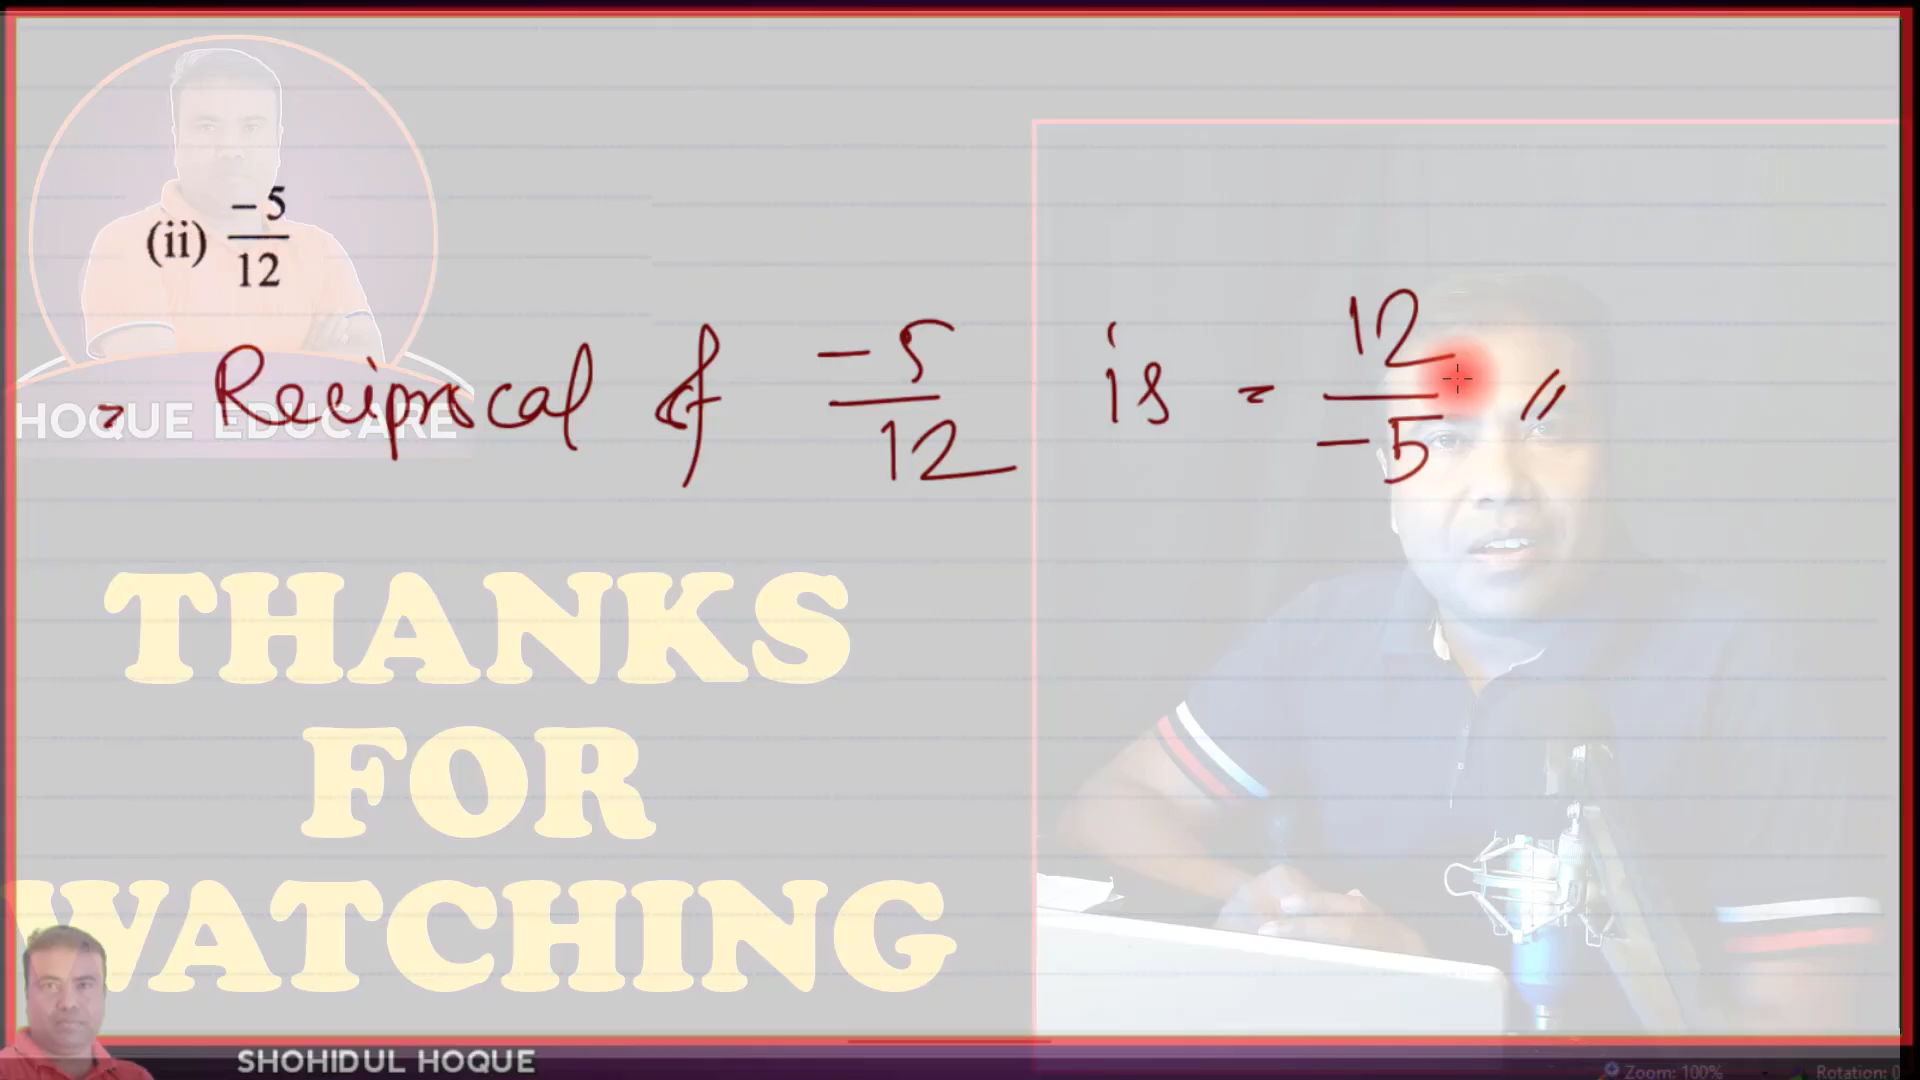 (ii) -5/12
= Reciprocal of -5/12 is = 12/-5 //
HOQUE EDUCARE
THANKS
FOR
WATCHING
SHOHIDUL HOQUE
Zoom: 100%
Rotation: 0